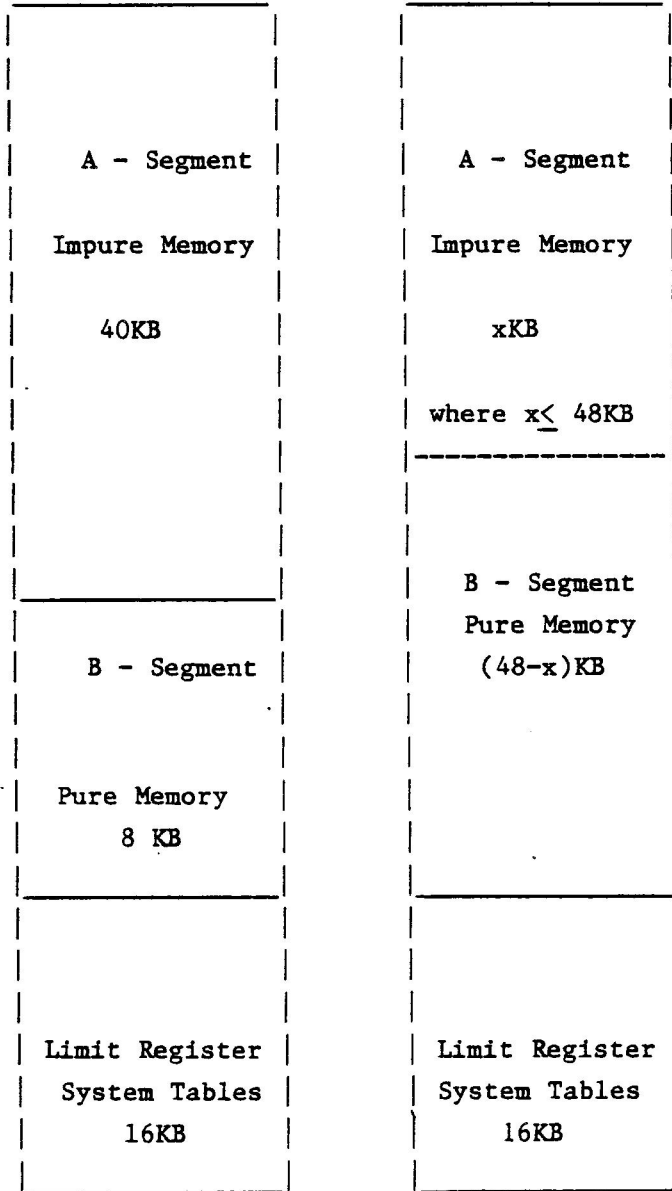 A - Segment
Impure Memory
40KB
B - Segment
Pure Memory
8 KB
Limit Register
System Tables
16KB
A - Segment
Impure Memory
xKB
where x≤ 48KB
B - Segment
Pure Memory
(48-x)KB
Limit Register
System Tables
16KB